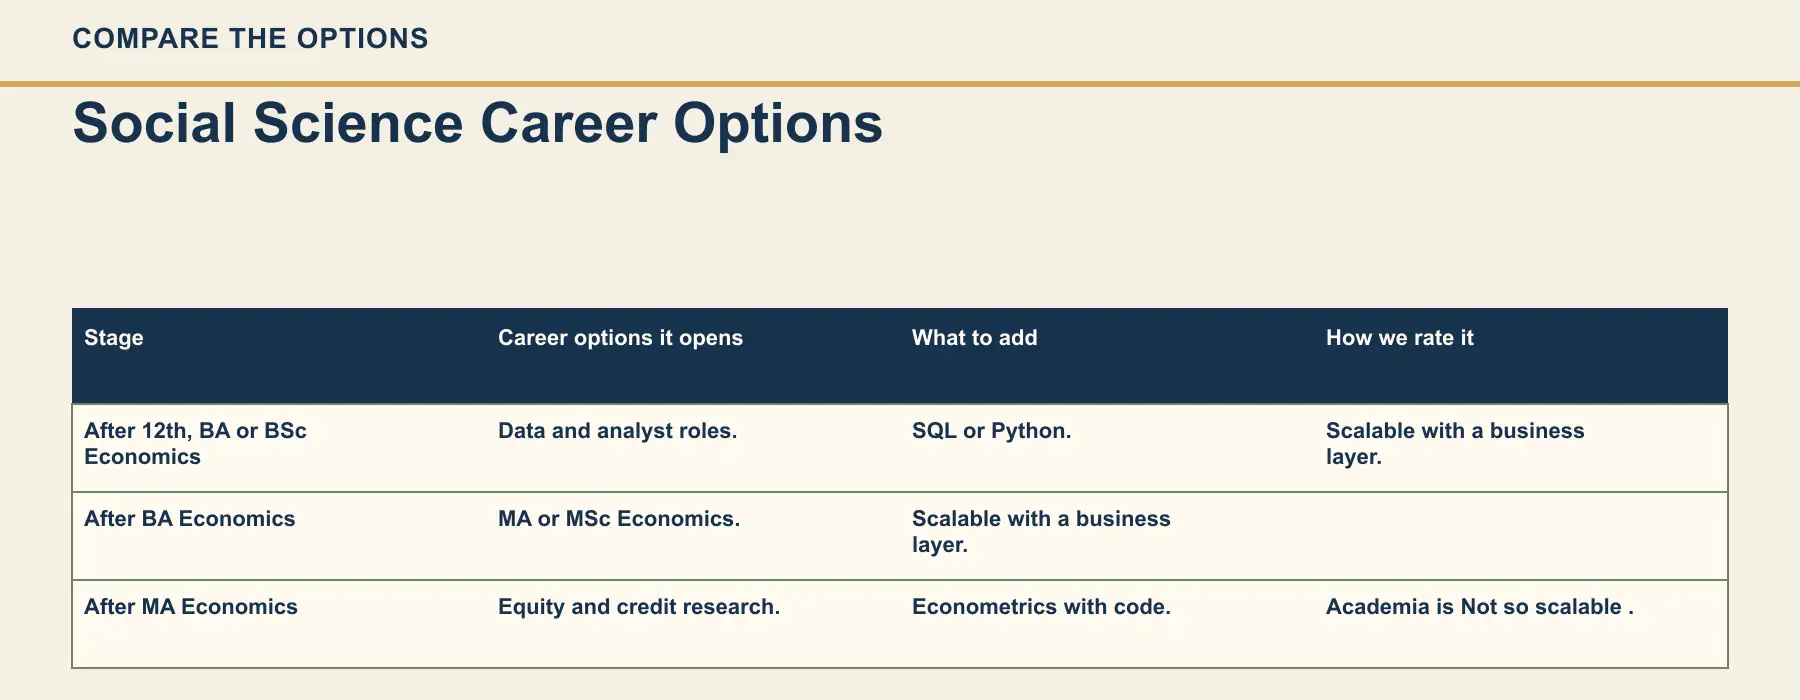 COMPARE THE OPTIONS
Social Science Career Options
Stage
Career options it opens
What to add
How we rate it
After 12th, BA or BSc
Economics
Data and analyst roles.
SQL or Python.
Scalable with a business
layer.
After BA Economics
MA or MSc Economics.
Scalable with a business
layer.
After MA Economics
Equity and credit research.
Econometrics with code.
Academia is Not so scalable .